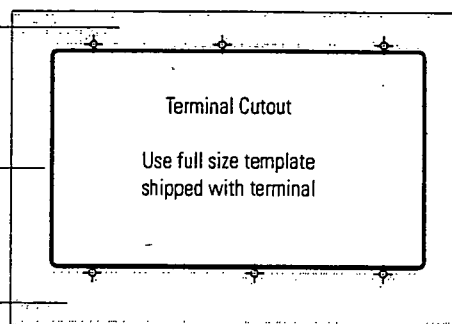 Terminal Cutout
Use full size template
shipped with terminal